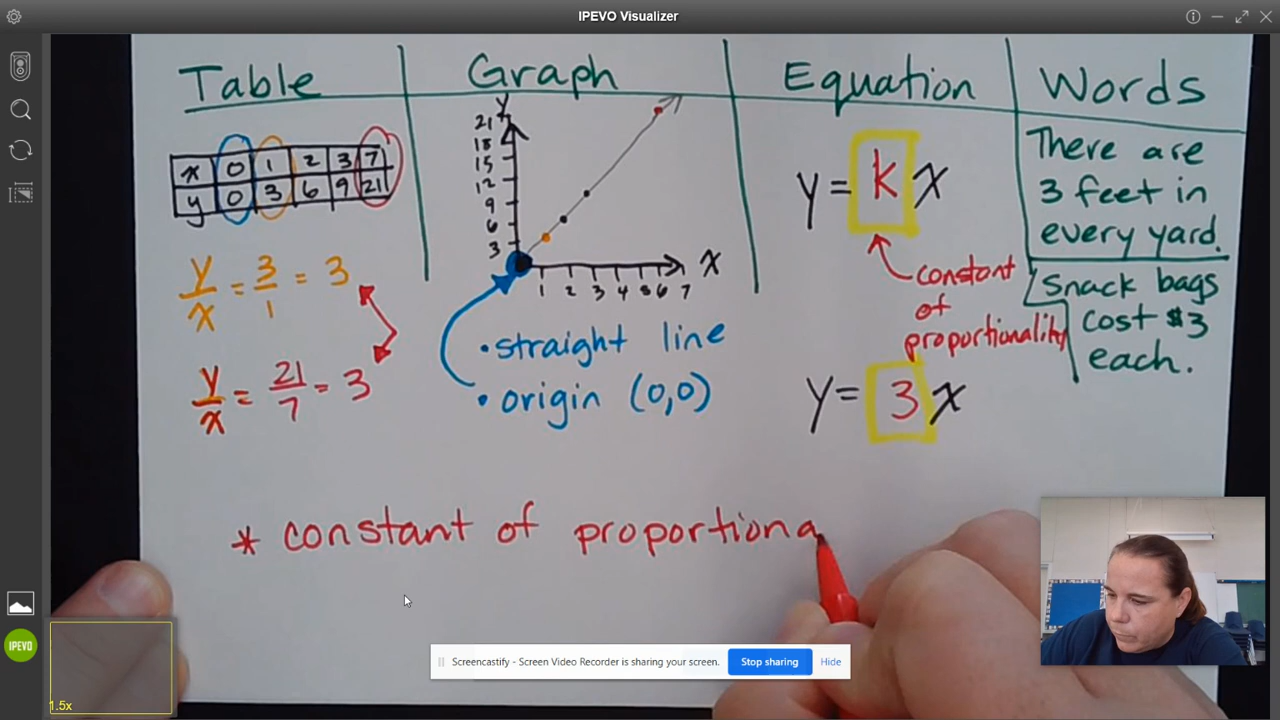 IPEVO Visualizer
Table
Graph
Equation
Words
x 0 1 2 3 7
y 0 3 6 9 21
y/x = 3/1 = 3
y/x = 21/7 = 3
y
21
18
15
12
9
6
3
x
1 2 3 4 5 6 7
• straight line
• origin (0,0)
y = k x
constant
of
proportionality
y = 3 x
There are
3 feet in
every yard.
Snack bags
cost $3
each.
* constant of proportiona
Screencastify - Screen Video Recorder is sharing your screen.
Stop sharing
Hide
IPEVO
1.5x